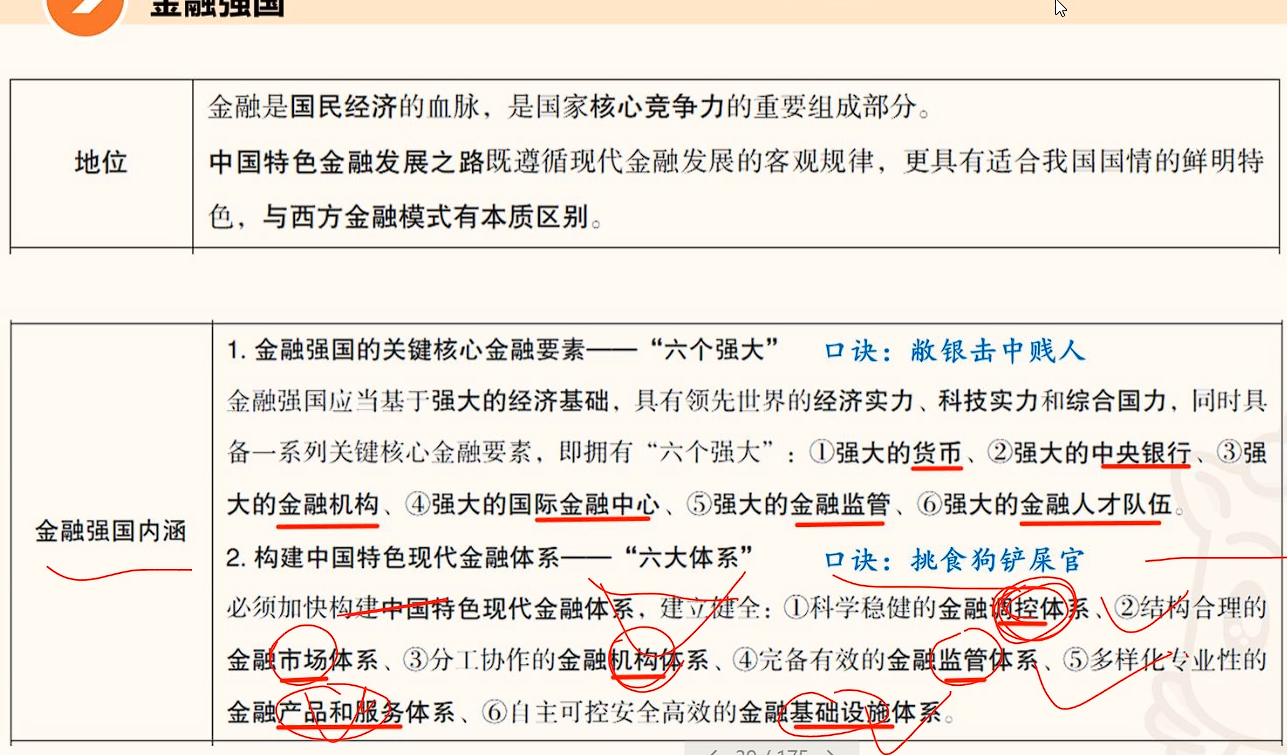 金融强国
地位
金融是国民经济的血脉，是国家核心竞争力的重要组成部分。
中国特色金融发展之路既遵循现代金融发展的客观规律，更具有适合我国国情的鲜明特
色，与西方金融模式有本质区别。
金融强国内涵
1. 金融强国的关键核心金融要素——“六个强大” 口诀：敝银击中贱人
金融强国应当基于强大的经济基础，具有领先世界的经济实力、科技实力和综合国力，同时具
备一系列关键核心金融要素，即拥有“六个强大”：①强大的货币、②强大的中央银行、③强
大的金融机构、④强大的国际金融中心、⑤强大的金融监管、⑥强大的金融人才队伍。
2. 构建中国特色现代金融体系——“六大体系” 口诀：挑食狗铲屎官
必须加快构建中国特色现代金融体系，建立健全：①科学稳健的金融调控体系、②结构合理的
金融市场体系、③分工协作的金融机构体系、④完备有效的金融监管体系、⑤多样化专业性的
金融产品和服务体系、⑥自主可控安全高效的金融基础设施体系。